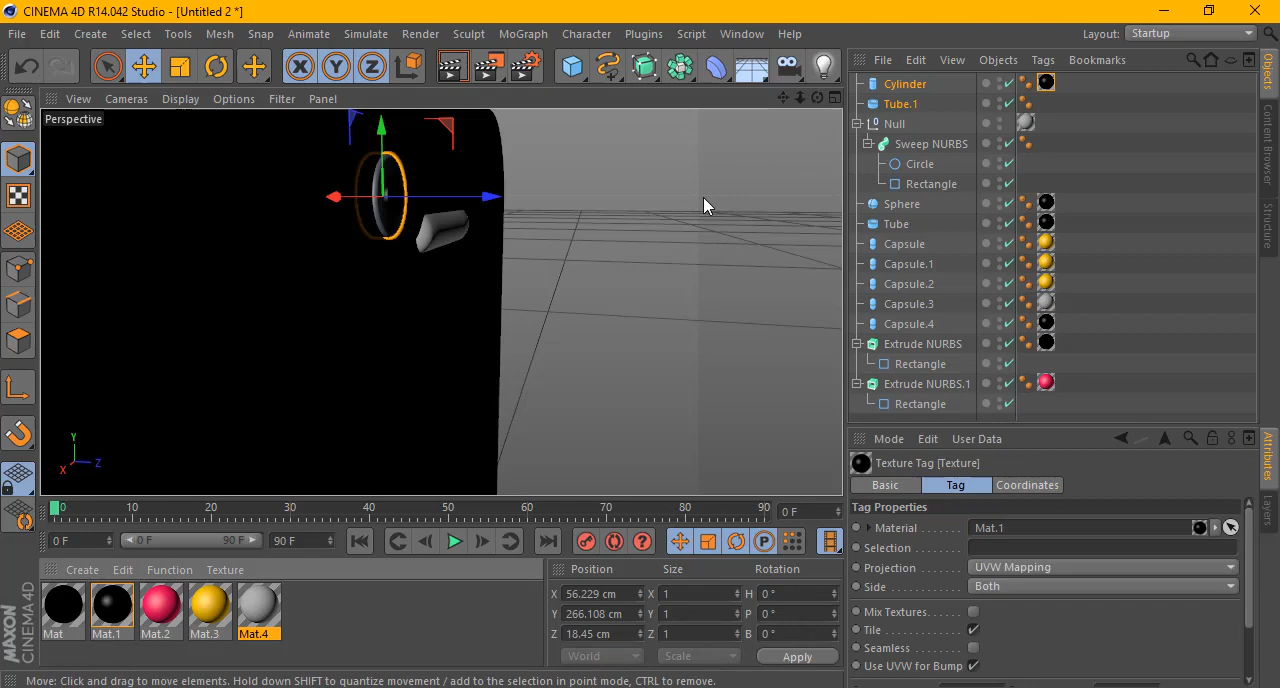 CINEMA 4D R14.042 Studio - [Untitled 2 *]
File Edit Create Select Tools Mesh Snap Animate Simulate Render Sculpt MoGraph Character Plugins Script Window Help Layout: Startup
X Y Z
File Edit View Objects Tags Bookmarks
View Cameras Display Options Filter Panel
Perspective
Cylinder
Tube.1
Null
Sweep NURBS
Circle
Rectangle
Sphere
Tube
Capsule
Capsule.1
Capsule.2
Capsule.3
Capsule.4
Extrude NURBS
Rectangle
Extrude NURBS.1
Rectangle
Objects
Content Browser
Structure
Y
X Z
0 10 20 30 40 50 60 70 80 90 0 F
0 F 0 F 90 F 90 F
P
Create Edit Function Texture
Mat Mat.1 Mat.2 Mat.3 Mat.4
MAXON
CINEMA 4D
Position Size Rotation
X 56.229 cm X 1 H 0 °
Y 266.108 cm Y 1 P 0 °
Z 18.45 cm Z 1 B 0 °
World Scale Apply
Mode Edit User Data
Texture Tag [Texture]
Basic Tag Coordinates
Tag Properties
Material . . . . . . . Mat.1
Selection . . . . . .
Projection . . . . . . UVW Mapping
Side . . . . . . . . . . Both
Mix Textures. . . . .
Tile . . . . . . . . . . . .
Seamless . . . . . . .
Use UVW for Bump
Attributes
Layers
Move: Click and drag to move elements. Hold down SHIFT to quantize movement / add to the selection in point mode, CTRL to remove.